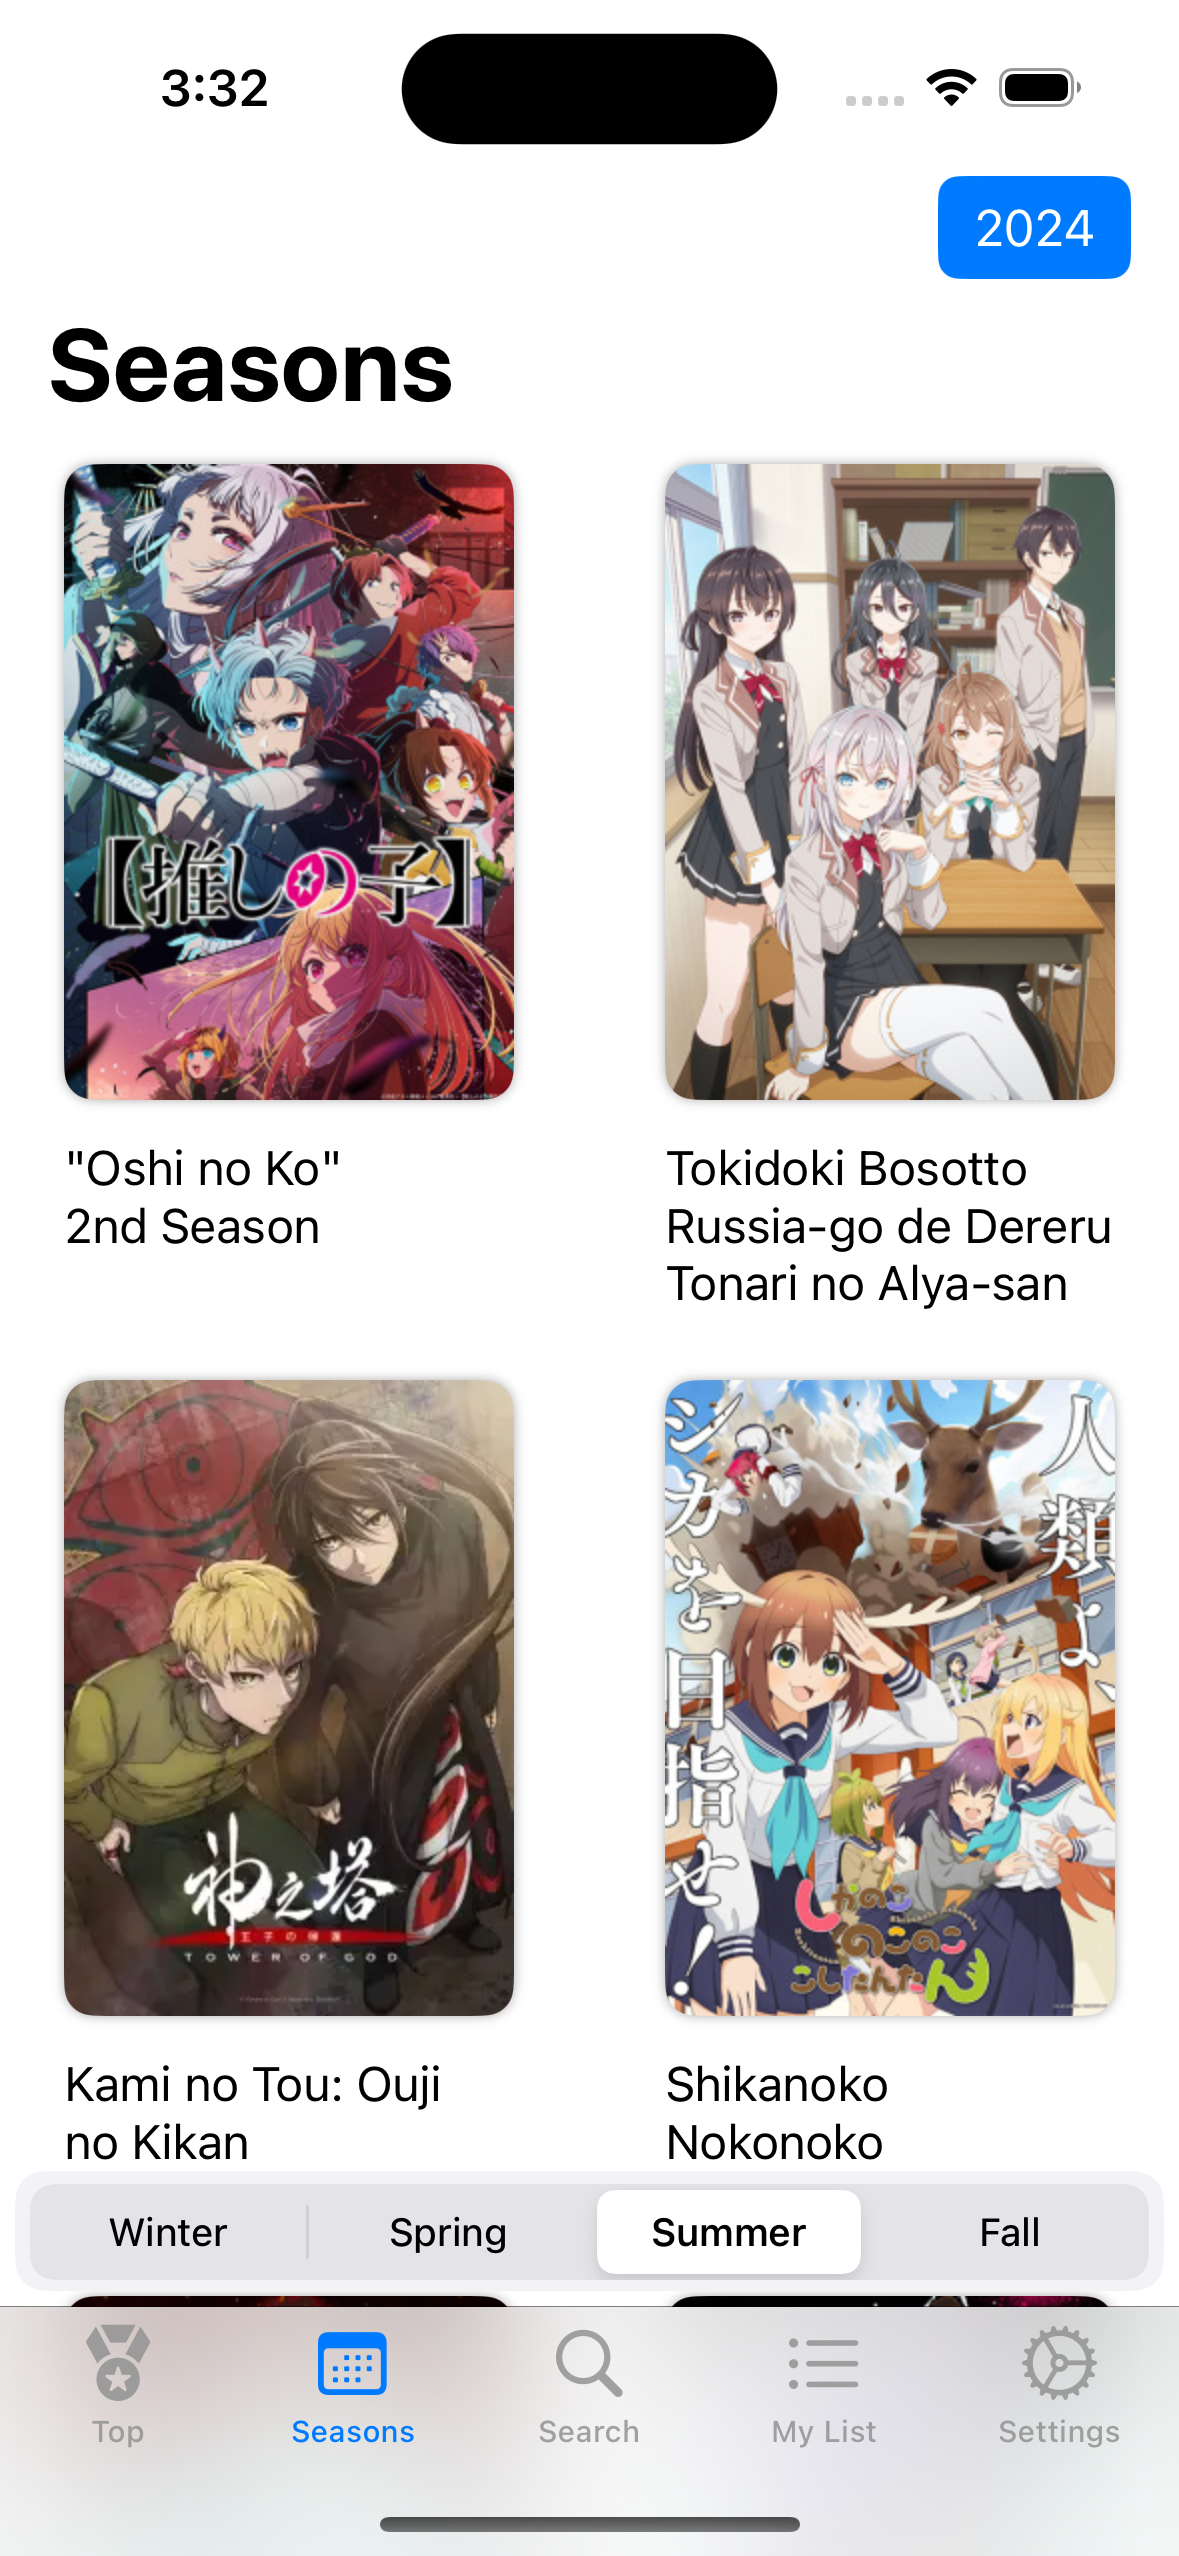 3:32
2024
Seasons
【推しの子】
"Oshi no Ko"
2nd Season
Tokidoki Bosotto
Russia-go de Dereru
Tonari no Alya-san
神之塔
王子の帰還
TOWER OF GOD
人類よ、
シカを目指せ!
しかのこ
のこのこ
こしたんたん
Kami no Tou: Ouji
no Kikan
Shikanoko
Nokonoko
Winter
Spring
Summer
Fall
Top
Seasons
Search
My List
Settings